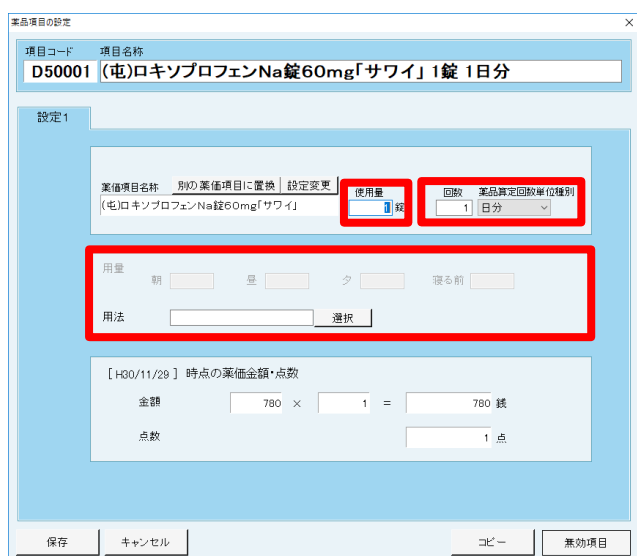 薬品項目の設定 ×
項目コード 項目名称
D50001 (屯)ロキソプロフェンNa錠60mg「サワイ」 1錠 1日分
設定1
薬価項目名称 別の薬価項目に置換 設定変更 使用量 回数 薬品算定回数単位種別
(屯)ロキソプロフェンNa錠60mg「サワイ」 1 錠 1 日分
用量
朝 昼 夕 寝る前
用法 選択
[ H30/11/29 ] 時点の薬価金額・点数
金額 780 × 1 = 780 銭
点数 1 点
保存 キャンセル コピー 無効項目